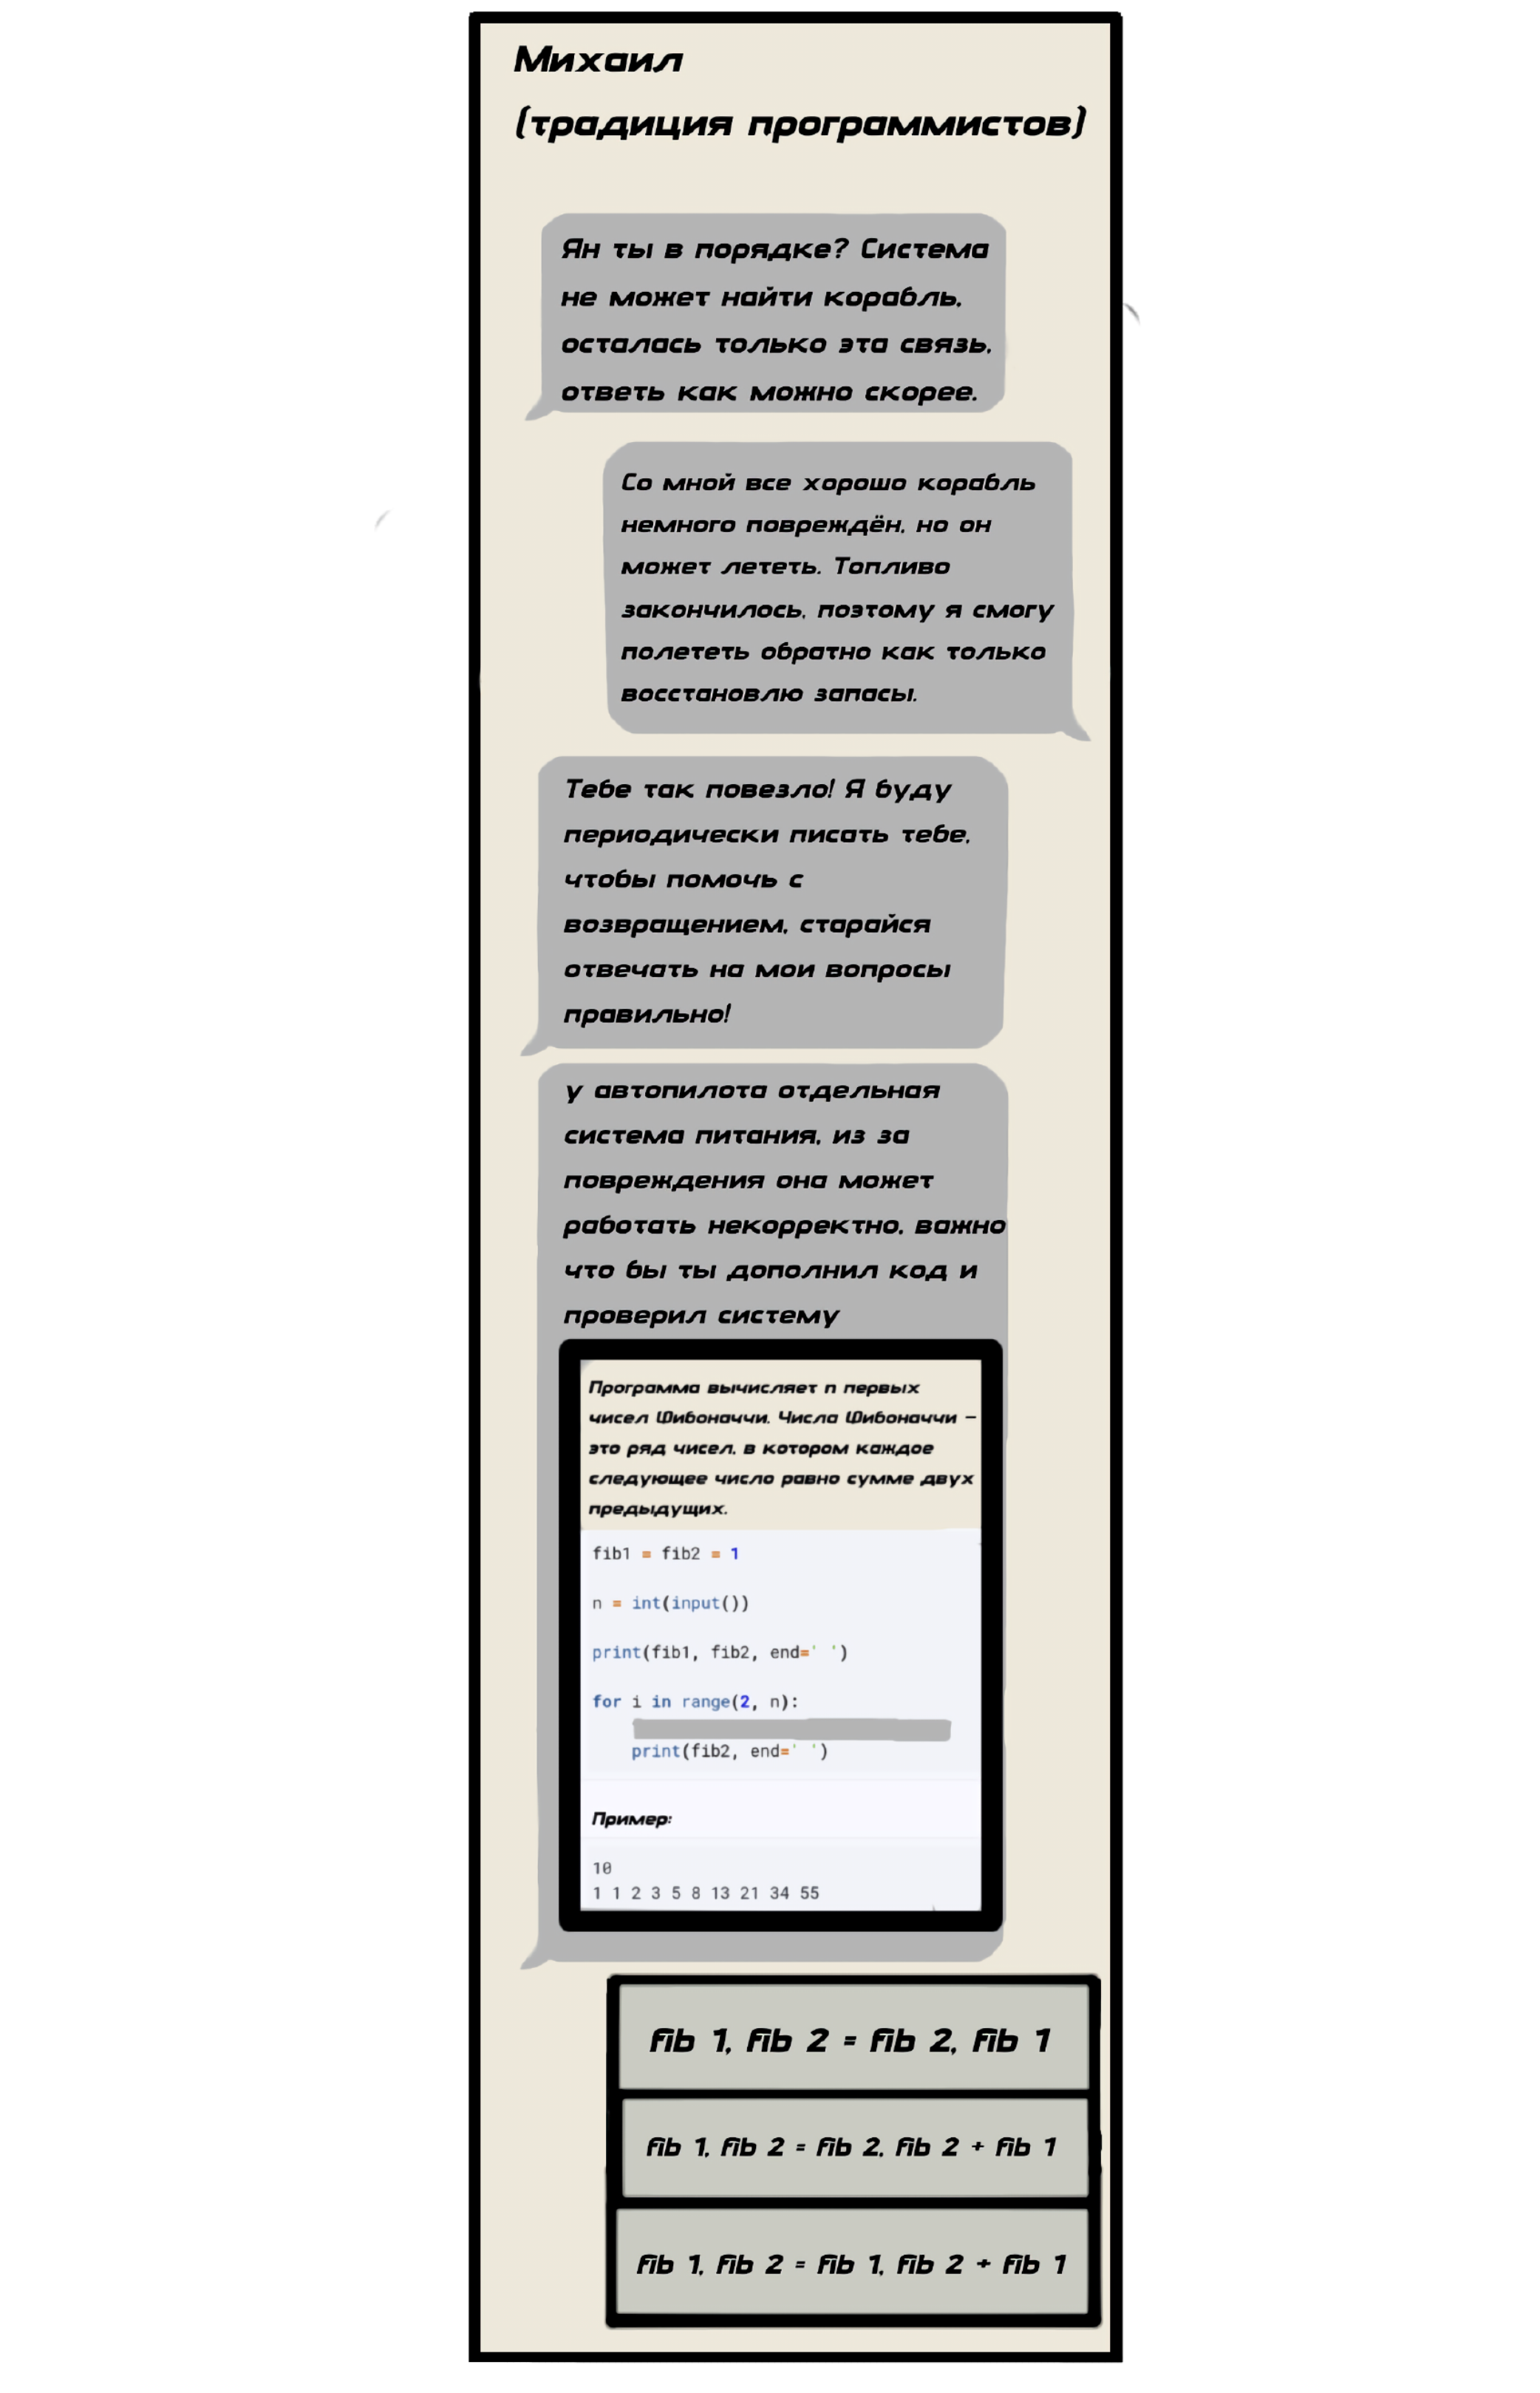 Михаил
(традиция программистов)
Ян ты в порядке? Система
не может найти корабль,
осталась только эта связь,
ответь как можно скорее.
Со мной все хорошо корабль
немного повреждён, но он
может лететь. Топливо
закончилось, поэтому я смогу
полететь обратно как только
восстановлю запасы.
Тебе так повезло! Я буду
периодически писать тебе,
чтобы помочь с
возвращением, старайся
отвечать на мои вопросы
правильно!
у автопилота отдельная
система питания, из за
повреждения она может
работать некорректно, важно
что бы ты дополнил код и
проверил систему
Программа вычисляет n первых
чисел Фибоначчи. Числа Фибоначчи –
это ряд чисел, в котором каждое
следующее число равно сумме двух
предыдущих.
fib1 = fib2 = 1
n = int(input())
print(fib1, fib2, end=' ')
for i in range(2, n):
print(fib2, end=' ')
Пример:
10
1 1 2 3 5 8 13 21 34 55
fib 1, fib 2 = fib 2, fib 1
fib 1, fib 2 = fib 2, fib 2 + fib 1
fib 1, fib 2 = fib 1, fib 2 + fib 1